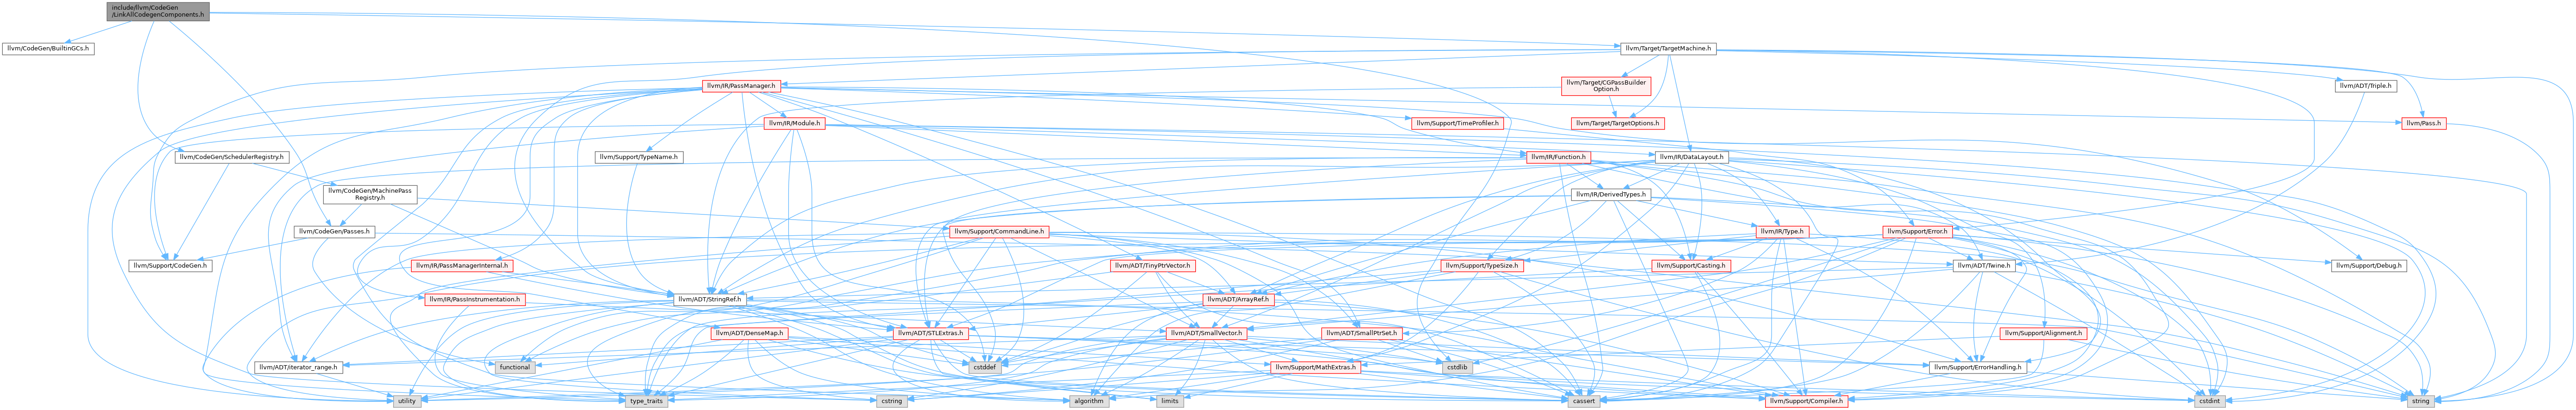 include/llvm/CodeGen
/LinkAllCodegenComponents.h
llvm/CodeGen/BuiltinGCs.h
llvm/Target/TargetMachine.h
llvm/IR/PassManager.h
llvm/Target/CGPassBuilder
Option.h
llvm/ADT/Triple.h
llvm/IR/Module.h
llvm/Support/TimeProfiler.h
llvm/Target/TargetOptions.h
llvm/Pass.h
llvm/CodeGen/SchedulerRegistry.h
llvm/Support/TypeName.h
llvm/IR/Function.h
llvm/IR/DataLayout.h
llvm/CodeGen/MachinePass
Registry.h
llvm/IR/DerivedTypes.h
llvm/CodeGen/Passes.h
llvm/Support/CommandLine.h
llvm/IR/Type.h
llvm/Support/Error.h
llvm/Support/CodeGen.h
llvm/IR/PassManagerInternal.h
llvm/ADT/TinyPtrVector.h
llvm/Support/TypeSize.h
llvm/Support/Casting.h
llvm/ADT/Twine.h
llvm/Support/Debug.h
llvm/IR/PassInstrumentation.h
llvm/ADT/StringRef.h
llvm/ADT/ArrayRef.h
llvm/ADT/DenseMap.h
llvm/ADT/STLExtras.h
llvm/ADT/SmallVector.h
llvm/ADT/SmallPtrSet.h
llvm/Support/Alignment.h
llvm/ADT/iterator_range.h
functional
cstddef
llvm/Support/MathExtras.h
cstdlib
llvm/Support/ErrorHandling.h
utility
type_traits
cstring
algorithm
limits
cassert
llvm/Support/Compiler.h
cstdint
string